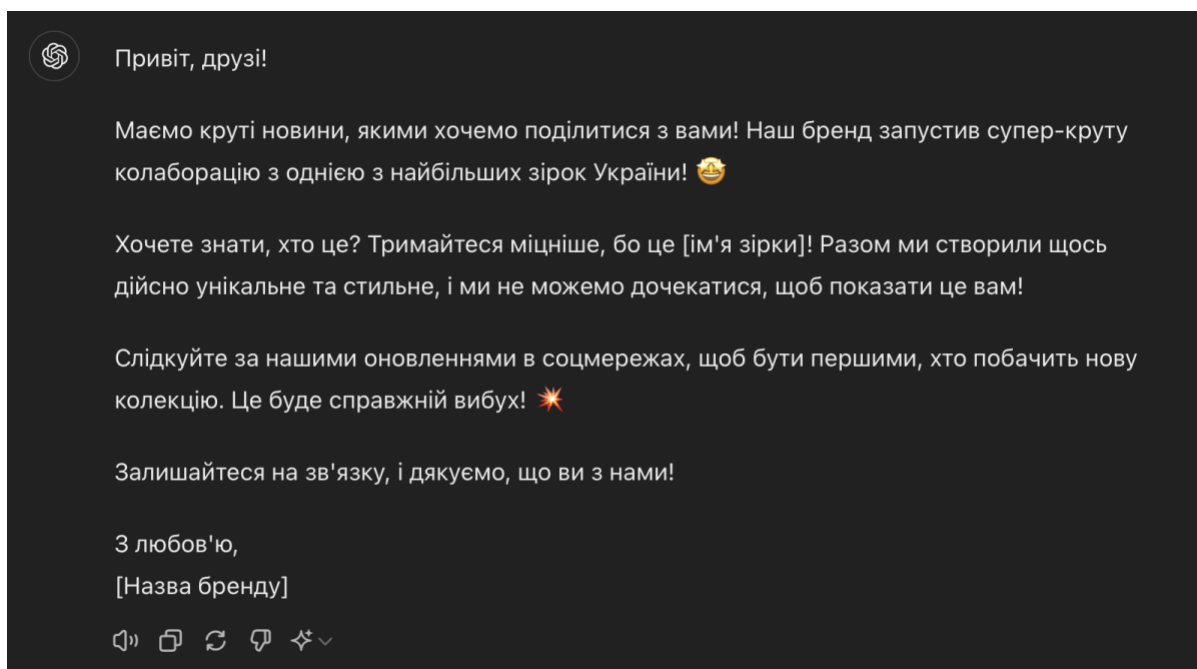 Привіт, друзі!
Маємо круті новини, якими хочемо поділитися з вами! Наш бренд запустив супер-круту
колаборацію з однією з найбільших зірок України! 🤩
Хочете знати, хто це? Тримайтеся міцніше, бо це [ім'я зірки]! Разом ми створили щось
дійсно унікальне та стильне, і ми не можемо дочекатися, щоб показати це вам!
Слідкуйте за нашими оновленнями в соцмережах, щоб бути першими, хто побачить нову
колекцію. Це буде справжній вибух! 💥
Залишайтеся на зв'язку, і дякуємо, що ви з нами!
З любов'ю,
[Назва бренду]